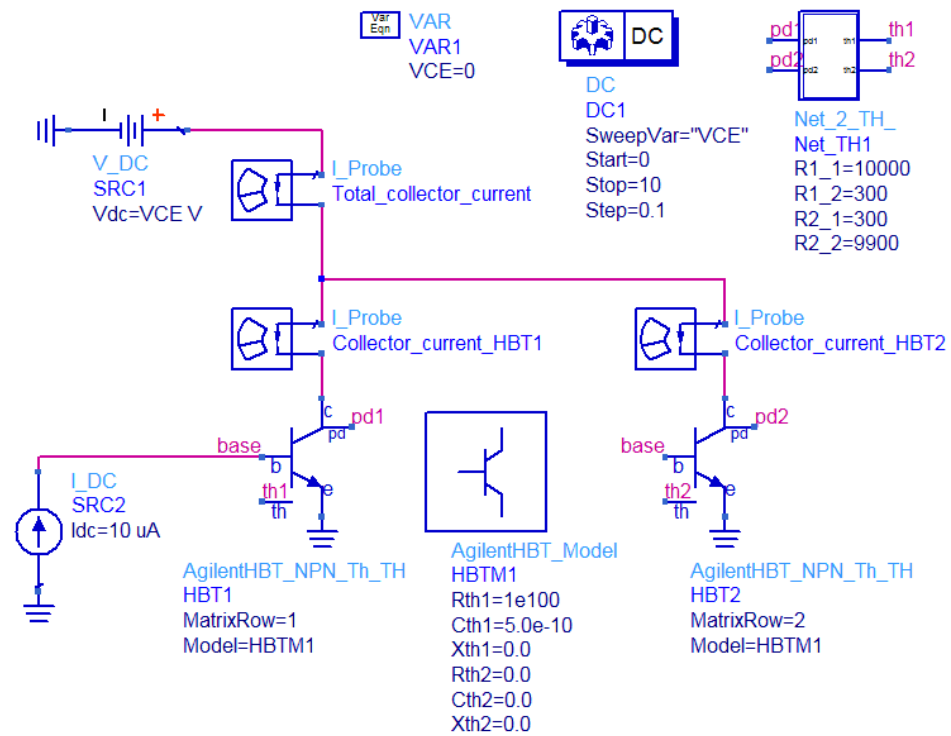 Var
Eqn
VAR
VAR1
VCE=0
DC
DC
DC1
SweepVar="VCE"
Start=0
Stop=10
Step=0.1
pd1
pd2
pd1
pd2
th1
th2
th1
th2
Net_2_TH_
Net_TH1
R1_1=10000
R1_2=300
R2_1=300
R2_2=9900
+
V_DC
SRC1
Vdc=VCE V
I_Probe
Total_collector_current
I_Probe
Collector_current_HBT1
I_Probe
Collector_current_HBT2
c
pd
pd1
base
b
th1
th
e
I_DC
SRC2
Idc=10 uA
AgilentHBT_NPN_Th_TH
HBT1
MatrixRow=1
Model=HBTM1
AgilentHBT_Model
HBTM1
Rth1=1e100
Cth1=5.0e-10
Xth1=0.0
Rth2=0.0
Cth2=0.0
Xth2=0.0
c
pd
pd2
base
b
th2
th
e
AgilentHBT_NPN_Th_TH
HBT2
MatrixRow=2
Model=HBTM1